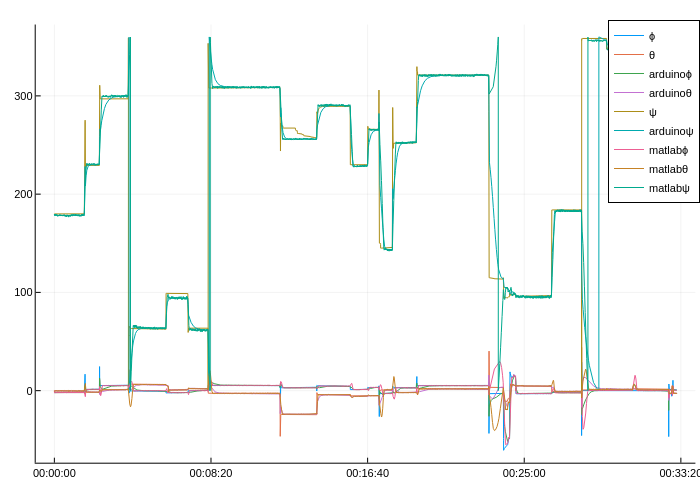 300
200
100
0
00:00:00 00:08:20 00:16:40 00:25:00 00:33:20
ϕ
θ
arduinoϕ
arduinoθ
ψ
arduinoψ
matlabϕ
matlabθ
matlabψ